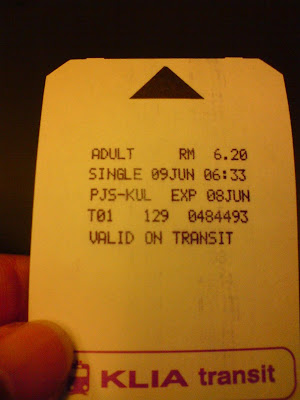 ADULT RM 6.20
SINGLE 09JUN 06:33
PJS-KUL EXP 08JUN
T01 129 0484493
VALID ON TRANSIT
KLIA transit